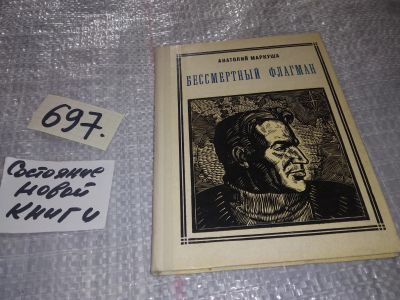 697.
Состояние
новой
книги
АНАТОЛИЙ МАРКУША
БЕССМЕРТНЫЙ ФЛАГМАН